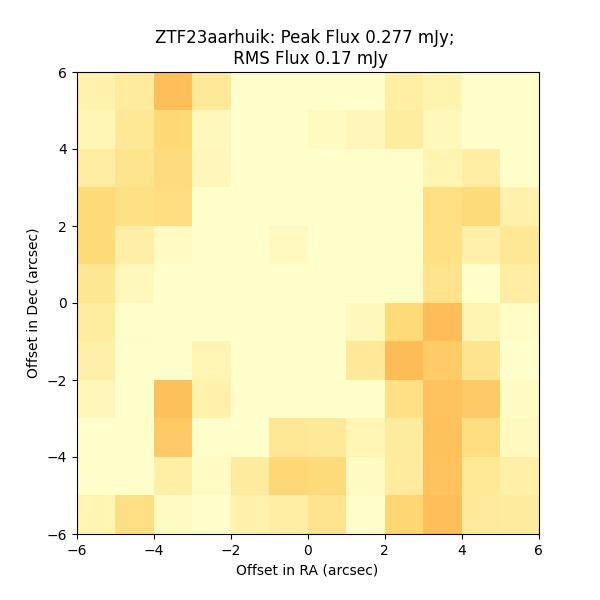 ZTF23aarhuik: Peak Flux 0.277 mJy;
RMS Flux 0.17 mJy
6
4
2
0
−2
−4
−6
Offset in Dec (arcsec)
−6 −4 −2 0 2 4 6
Offset in RA (arcsec)